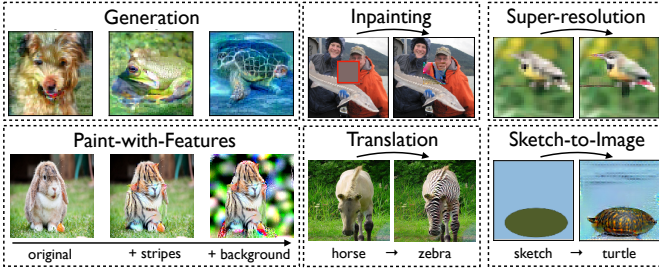 Generation
Inpainting
Super-resolution
Paint-with-Features
original
+ stripes
+ background
Translation
horse → zebra
Sketch-to-Image
sketch → turtle